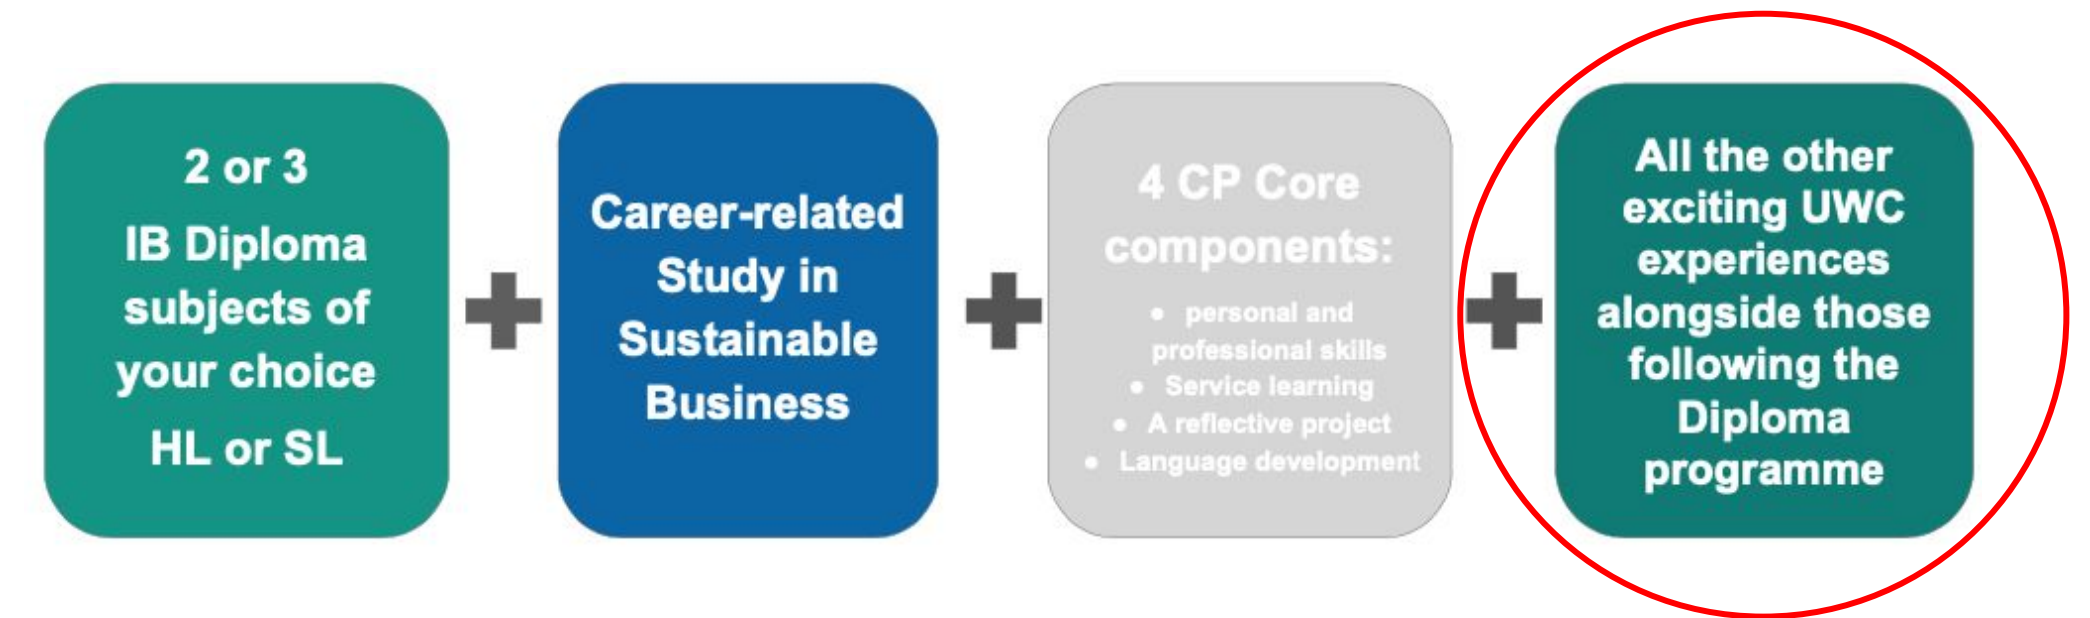 2 or 3
IB Diploma
subjects of
your choice
HL or SL
Career-related
Study in
Sustainable
Business
4 CP Core
components:
● personal and
professional skills
● Service learning
● A reflective project
● Language development
All the other
exciting UWC
experiences
alongside those
following the
Diploma
programme